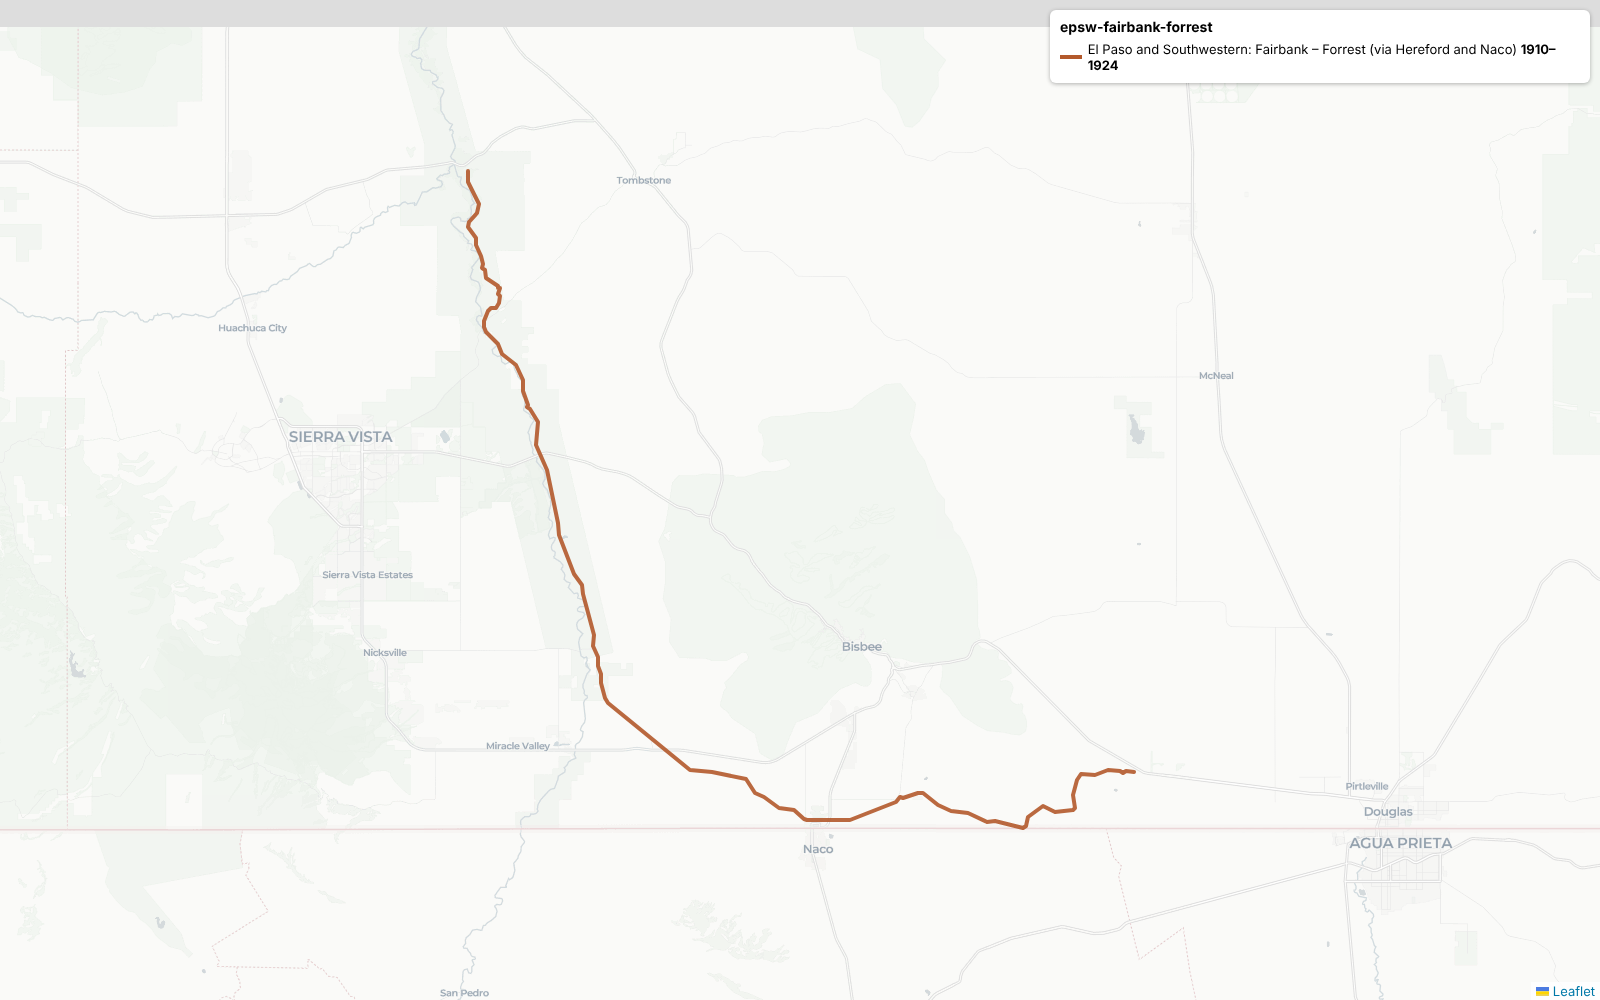 epsw-fairbank-forrest
El Paso and Southwestern: Fairbank – Forrest (via Hereford and Naco) 1910–
1924
Tombstone
Huachuca City
McNeal
SIERRA VISTA
Sierra Vista Estates
Bisbee
Nicksville
Miracle Valley
Pirtleville
Douglas
AGUA PRIETA
Naco
San Pedro
Leaflet